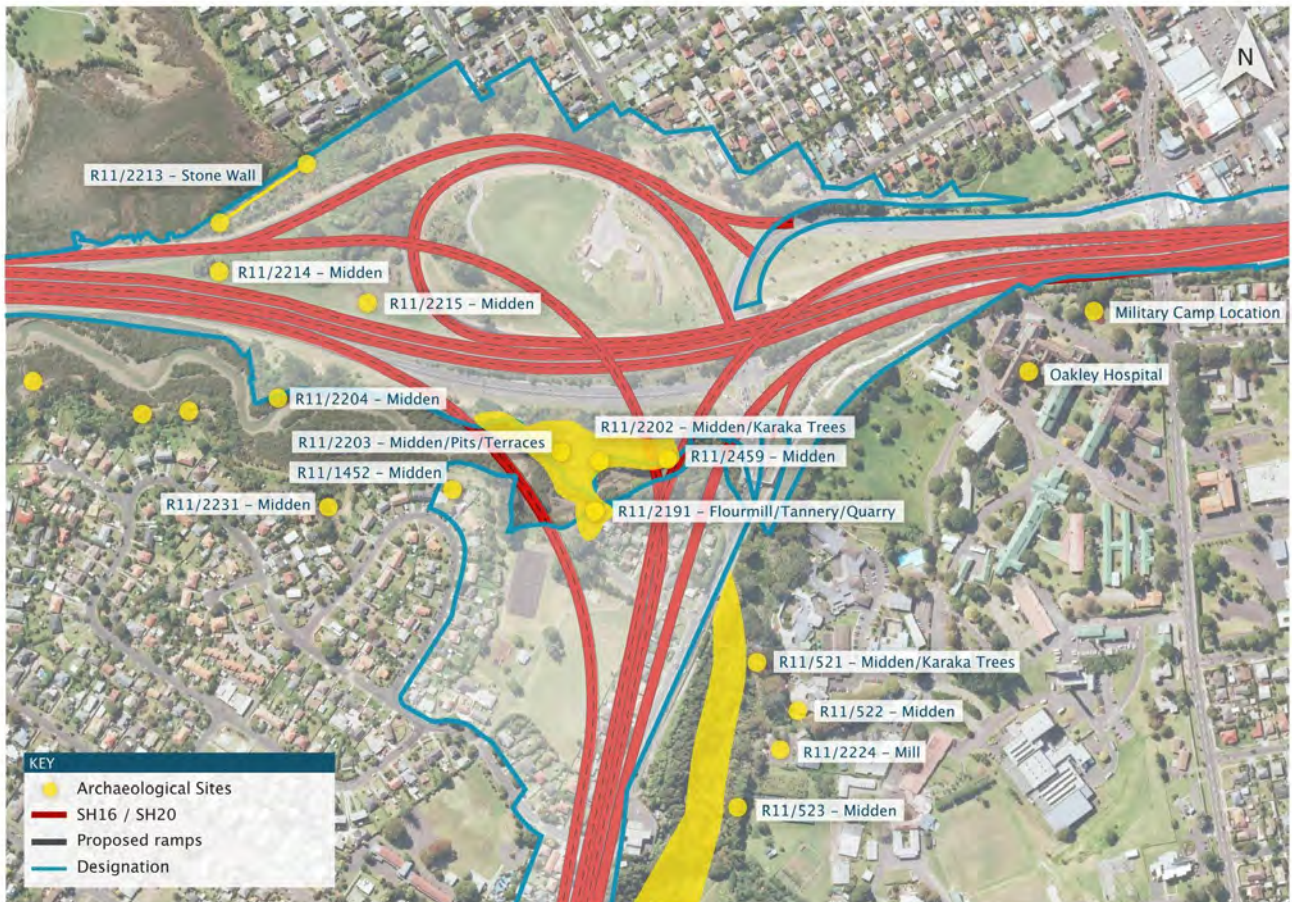 N
R11/2213 – Stone Wall
R11/2214 – Midden
R11/2215 – Midden
Military Camp Location
Oakley Hospital
R11/2204 – Midden
R11/2202 – Midden/Karaka Trees
R11/2203 – Midden/Pits/Terraces
R11/2459 – Midden
R11/1452 – Midden
R11/2231 – Midden
R11/2191 – Flourmill/Tannery/Quarry
R11/521 – Midden/Karaka Trees
R11/522 – Midden
R11/2224 – Mill
R11/523 – Midden
KEY
Archaeological Sites
SH16 / SH20
Proposed ramps
Designation